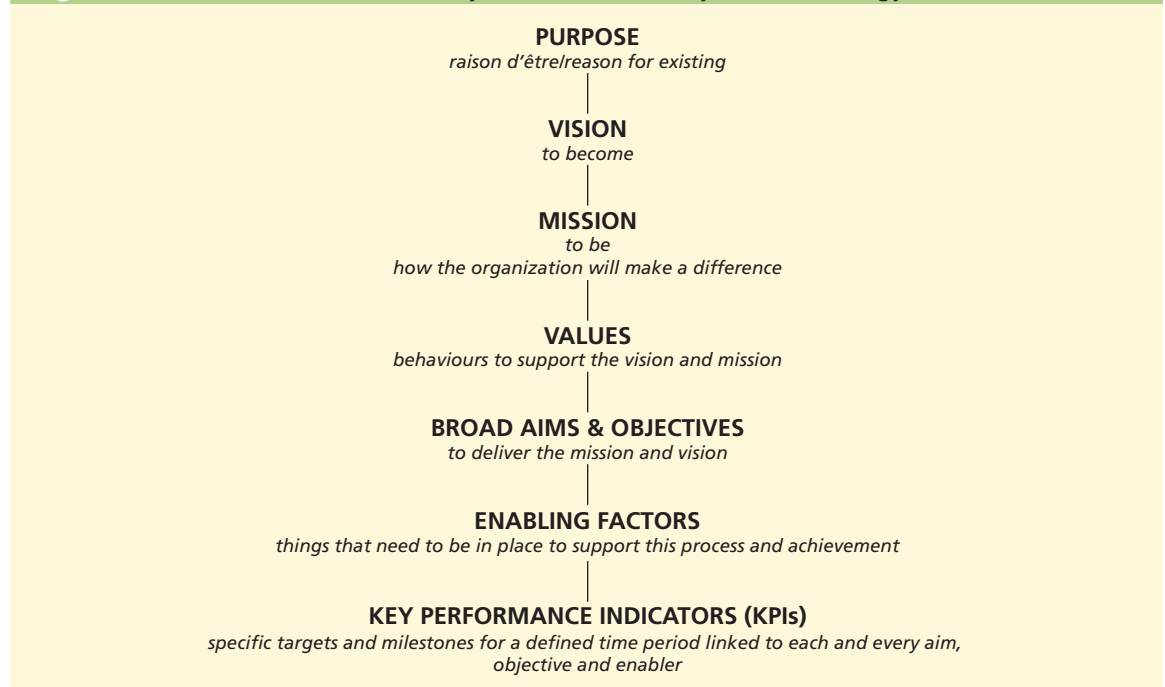 PURPOSE
raison d'être/reason for existing
VISION
to become
MISSION
to be
how the organization will make a difference
VALUES
behaviours to support the vision and mission
BROAD AIMS & OBJECTIVES
to deliver the mission and vision
ENABLING FACTORS
things that need to be in place to support this process and achievement
KEY PERFORMANCE INDICATORS (KPIs)
specific targets and milestones for a defined time period linked to each and every aim,
objective and enabler